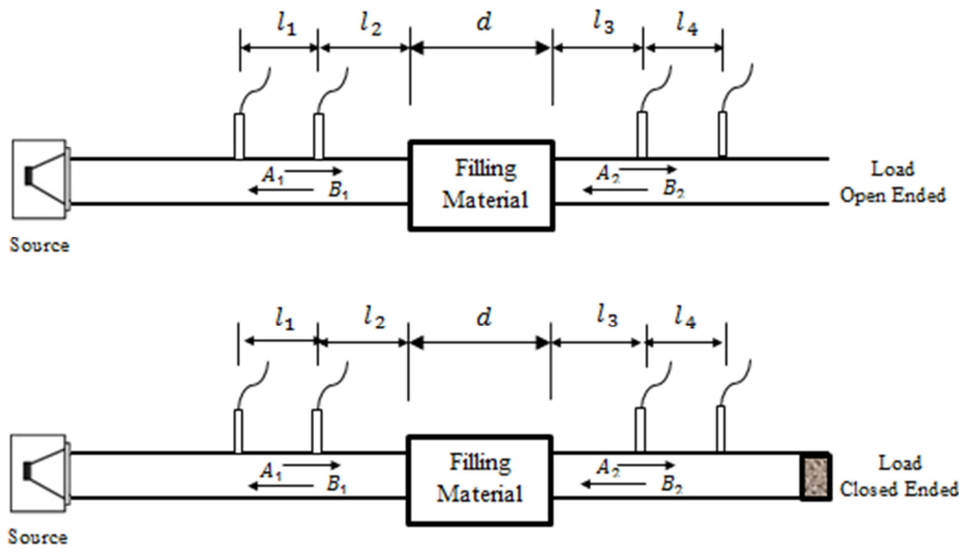 l₁ l₂ d l₃ l₄
Filling
Material
A₁
B₁
A₂
B₂
Load
Open Ended
Source
l₁ l₂ d l₃ l₄
Filling
Material
A₁
B₁
A₂
B₂
Load
Closed Ended
Source